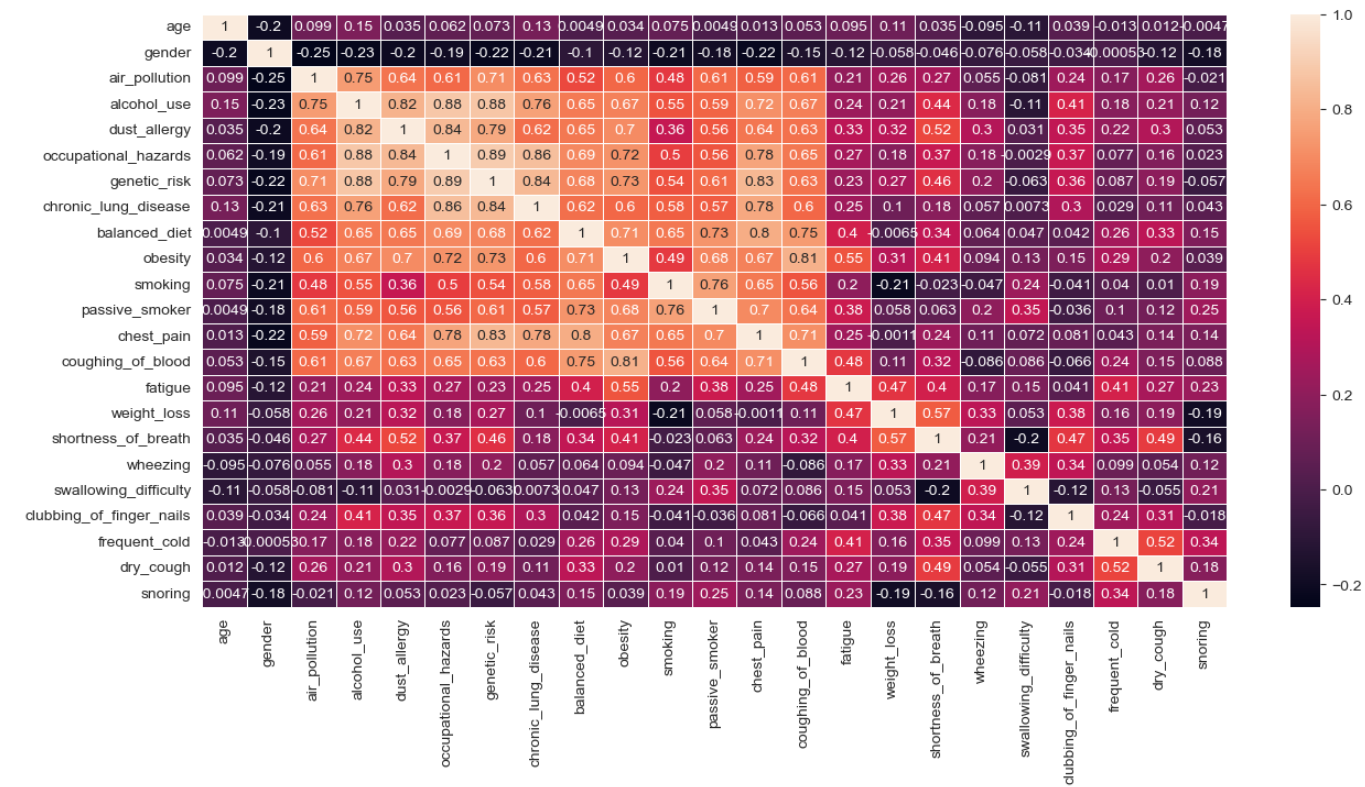 age 1 -0.2 0.099 0.15 0.035 0.062 0.073 0.13 0.0049 0.034 0.075 0.0049 0.013 0.053 0.095 0.11 0.035 -0.095 -0.11 0.039 -0.013 0.012 -0.0047
gender -0.2 1 -0.25 -0.23 -0.2 -0.19 -0.22 -0.21 -0.1 -0.12 -0.21 -0.18 -0.22 -0.15 -0.12 -0.058 -0.046 -0.076 -0.058 -0.034 -0.12 -0.18
air_pollution 0.099 -0.25 1 0.75 0.64 0.61 0.71 0.63 0.52 0.6 0.48 0.61 0.59 0.61 0.21 0.26 0.27 0.055 -0.081 0.24 0.17 0.26 -0.021
alcohol_use 0.15 -0.23 0.75 1 0.82 0.88 0.88 0.76 0.65 0.67 0.55 0.59 0.72 0.67 0.24 0.21 0.44 0.18 -0.11 0.41 0.18 0.21 0.12
dust_allergy 0.035 -0.2 0.64 0.82 1 0.84 0.79 0.62 0.65 0.7 0.36 0.56 0.64 0.63 0.33 0.32 0.52 0.3 0.031 0.35 0.22 0.3 0.053
occupational_hazards 0.062 -0.19 0.61 0.88 0.84 1 0.89 0.86 0.69 0.72 0.5 0.56 0.78 0.65 0.27 0.18 0.37 0.18 -0.0029 0.37 0.077 0.16 0.023
genetic_risk 0.073 -0.22 0.71 0.88 0.79 0.89 1 0.84 0.68 0.73 0.54 0.61 0.83 0.63 0.23 0.27 0.46 0.2 -0.063 0.36 0.087 0.19 -0.057
chronic_lung_disease 0.13 -0.21 0.63 0.76 0.62 0.86 0.84 1 0.62 0.6 0.58 0.57 0.78 0.6 0.25 0.1 0.18 0.057 0.0073 0.3 0.029 0.11 0.043
balanced_diet 0.0049 -0.1 0.52 0.65 0.65 0.69 0.68 0.62 1 0.71 0.65 0.73 0.8 0.75 0.4 -0.0065 0.34 0.064 0.047 0.042 0.26 0.33 0.15
obesity 0.034 -0.12 0.6 0.67 0.7 0.72 0.73 0.6 0.71 1 0.49 0.68 0.67 0.81 0.55 0.31 0.41 0.094 0.13 0.15 0.29 0.2 0.039
smoking 0.075 -0.21 0.48 0.55 0.36 0.5 0.54 0.58 0.65 0.49 1 0.76 0.65 0.56 0.2 -0.21 -0.023 -0.047 0.24 -0.041 0.04 0.01 0.19
passive_smoker 0.0049 -0.18 0.61 0.59 0.56 0.56 0.61 0.57 0.73 0.68 0.76 1 0.7 0.64 0.38 0.058 0.063 0.2 0.35 -0.036 0.1 0.12 0.25
chest_pain 0.013 -0.22 0.59 0.72 0.64 0.78 0.83 0.78 0.8 0.67 0.65 0.7 1 0.71 0.25 -0.0011 0.24 0.11 0.072 0.081 0.043 0.14 0.14
coughing_of_blood 0.053 -0.15 0.61 0.67 0.63 0.65 0.63 0.6 0.75 0.81 0.56 0.64 0.71 1 0.48 0.11 0.32 -0.086 0.086 -0.066 0.24 0.15 0.088
fatigue 0.095 -0.12 0.21 0.24 0.33 0.27 0.23 0.25 0.4 0.55 0.2 0.38 0.25 0.48 1 0.47 0.4 0.17 0.15 0.041 0.41 0.27 0.23
weight_loss 0.11 -0.058 0.26 0.21 0.32 0.18 0.27 0.1 -0.0065 0.31 -0.21 0.058 -0.0011 0.11 0.47 1 0.57 0.33 0.053 0.38 0.16 0.19 -0.19
shortness_of_breath 0.035 -0.046 0.27 0.44 0.52 0.37 0.46 0.18 0.34 0.41 -0.023 0.063 0.24 0.32 0.4 0.57 1 0.21 -0.2 0.47 0.35 0.49 -0.16
wheezing -0.095 -0.076 0.055 0.18 0.3 0.18 0.2 0.057 0.064 0.094 -0.047 0.2 0.11 -0.086 0.17 0.33 0.21 1 0.39 0.34 0.099 0.054 0.12
swallowing_difficulty -0.11 -0.058 -0.081 -0.11 0.031 -0.0029 -0.063 0.0073 0.047 0.13 0.24 0.35 0.072 0.086 0.15 0.053 -0.2 0.39 1 -0.12 0.13 -0.055 0.21
clubbing_of_finger_nails 0.039 -0.034 0.24 0.41 0.35 0.37 0.36 0.3 0.042 0.15 -0.041 -0.036 0.081 -0.066 0.041 0.38 0.47 0.34 -0.12 1 0.24 0.31 -0.018
frequent_cold -0.013 0.17 0.18 0.22 0.077 0.087 0.029 0.26 0.29 0.04 0.1 0.043 0.24 0.41 0.16 0.35 0.099 0.13 0.24 1 0.52 0.34
dry_cough 0.012 -0.12 0.26 0.21 0.3 0.16 0.19 0.11 0.33 0.2 0.01 0.12 0.14 0.15 0.27 0.19 0.49 0.054 -0.055 0.31 0.52 1 0.18
snoring -0.0047 -0.18 -0.021 0.12 0.053 0.023 -0.057 0.043 0.15 0.039 0.19 0.25 0.14 0.088 0.23 -0.19 -0.16 0.12 0.21 -0.018 0.34 0.18 1
age gender air_pollution alcohol_use dust_allergy occupational_hazards genetic_risk chronic_lung_disease balanced_diet obesity smoking passive_smoker chest_pain coughing_of_blood fatigue weight_loss shortness_of_breath wheezing swallowing_difficulty clubbing_of_finger_nails frequent_cold dry_cough snoring
1.0
0.8
0.6
0.4
0.2
0.0
−0.2